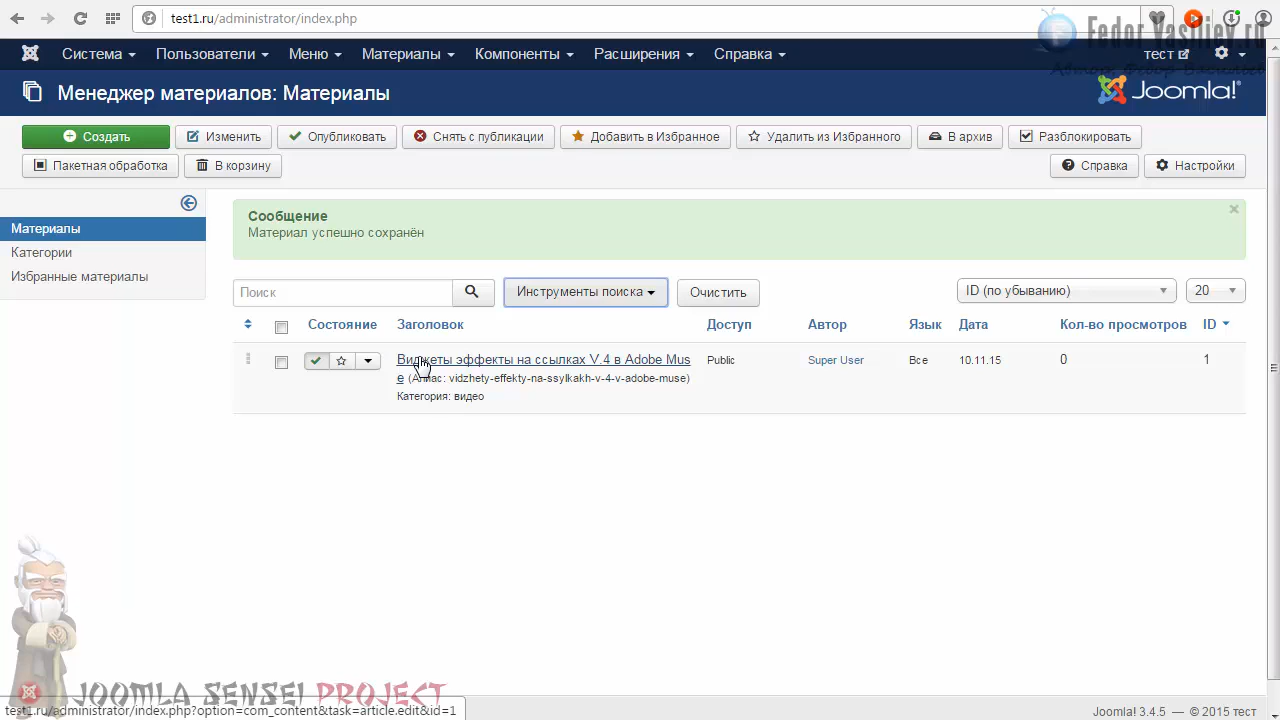 test1.ru/administrator/index.php
Fedor Vasiliev.ru
Система Пользователи Меню Материалы Компоненты Расширения Справка тест
Автор: Федор Васильев
Менеджер материалов: Материалы
Joomla!
Создать Изменить Опубликовать Снять с публикации Добавить в Избранное Удалить из Избранного В архив Разблокировать
Пакетная обработка В корзину Справка Настройки
Материалы
Категории
Избранные материалы
Сообщение
Материал успешно сохранён
Поиск Инструменты поиска Очистить ID (по убыванию) 20
Состояние Заголовок Доступ Автор Язык Дата Кол-во просмотров ID
Виджеты эффекты на ссылках V.4 в Adobe Mus
e (Алиас: vidzhety-effekty-na-ssylkakh-v-4-v-adobe-muse)
Категория: видео
Public Super User Все 10.11.15 0 1
JOOMLA SENSEI PROJECT
test1.ru/administrator/index.php?option=com_content&task=article.edit&id=1
Joomla! 3.4.5 — © 2015 тест